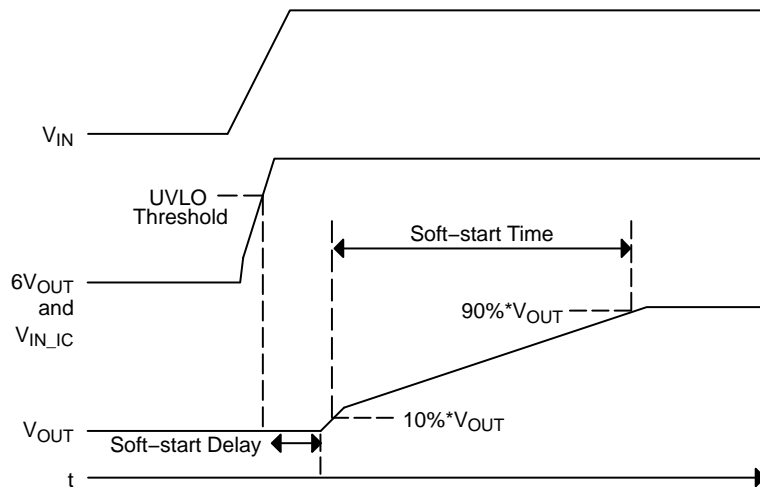 V_IN
UVLO
Threshold
Soft–start Time
6V_OUT
and
V_IN_IC
90%*V_OUT
10%*V_OUT
V_OUT
Soft–start Delay
t